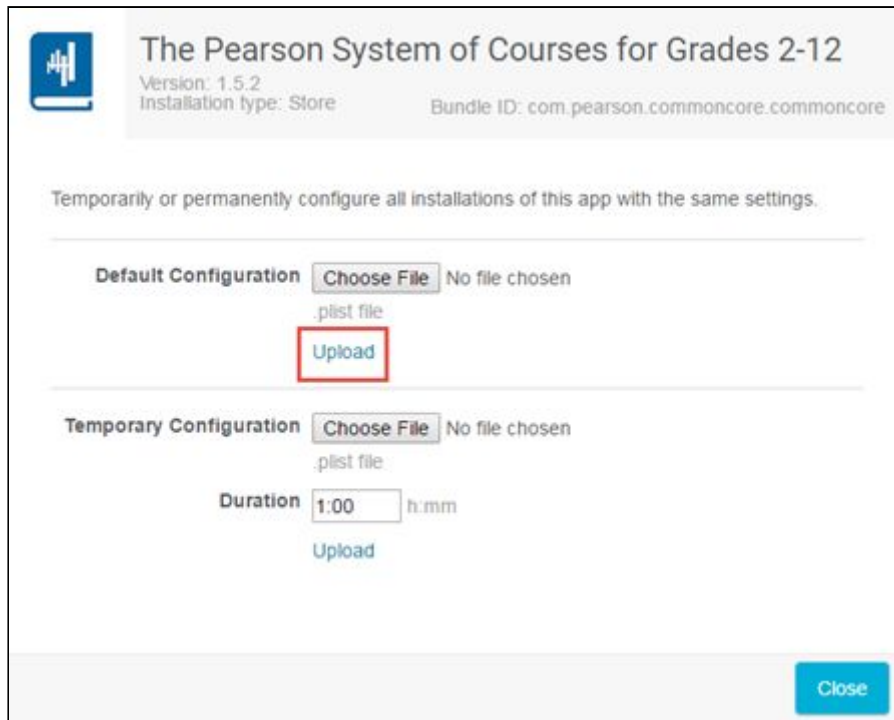 The Pearson System of Courses for Grades 2-12
Version: 1.5.2
Installation type: Store Bundle ID: com.pearson.commoncore.commoncore
Temporarily or permanently configure all installations of this app with the same settings.
Default Configuration Choose File No file chosen
.plist file
Upload
Temporary Configuration Choose File No file chosen
.plist file
Duration 1:00 h:mm
Upload
Close